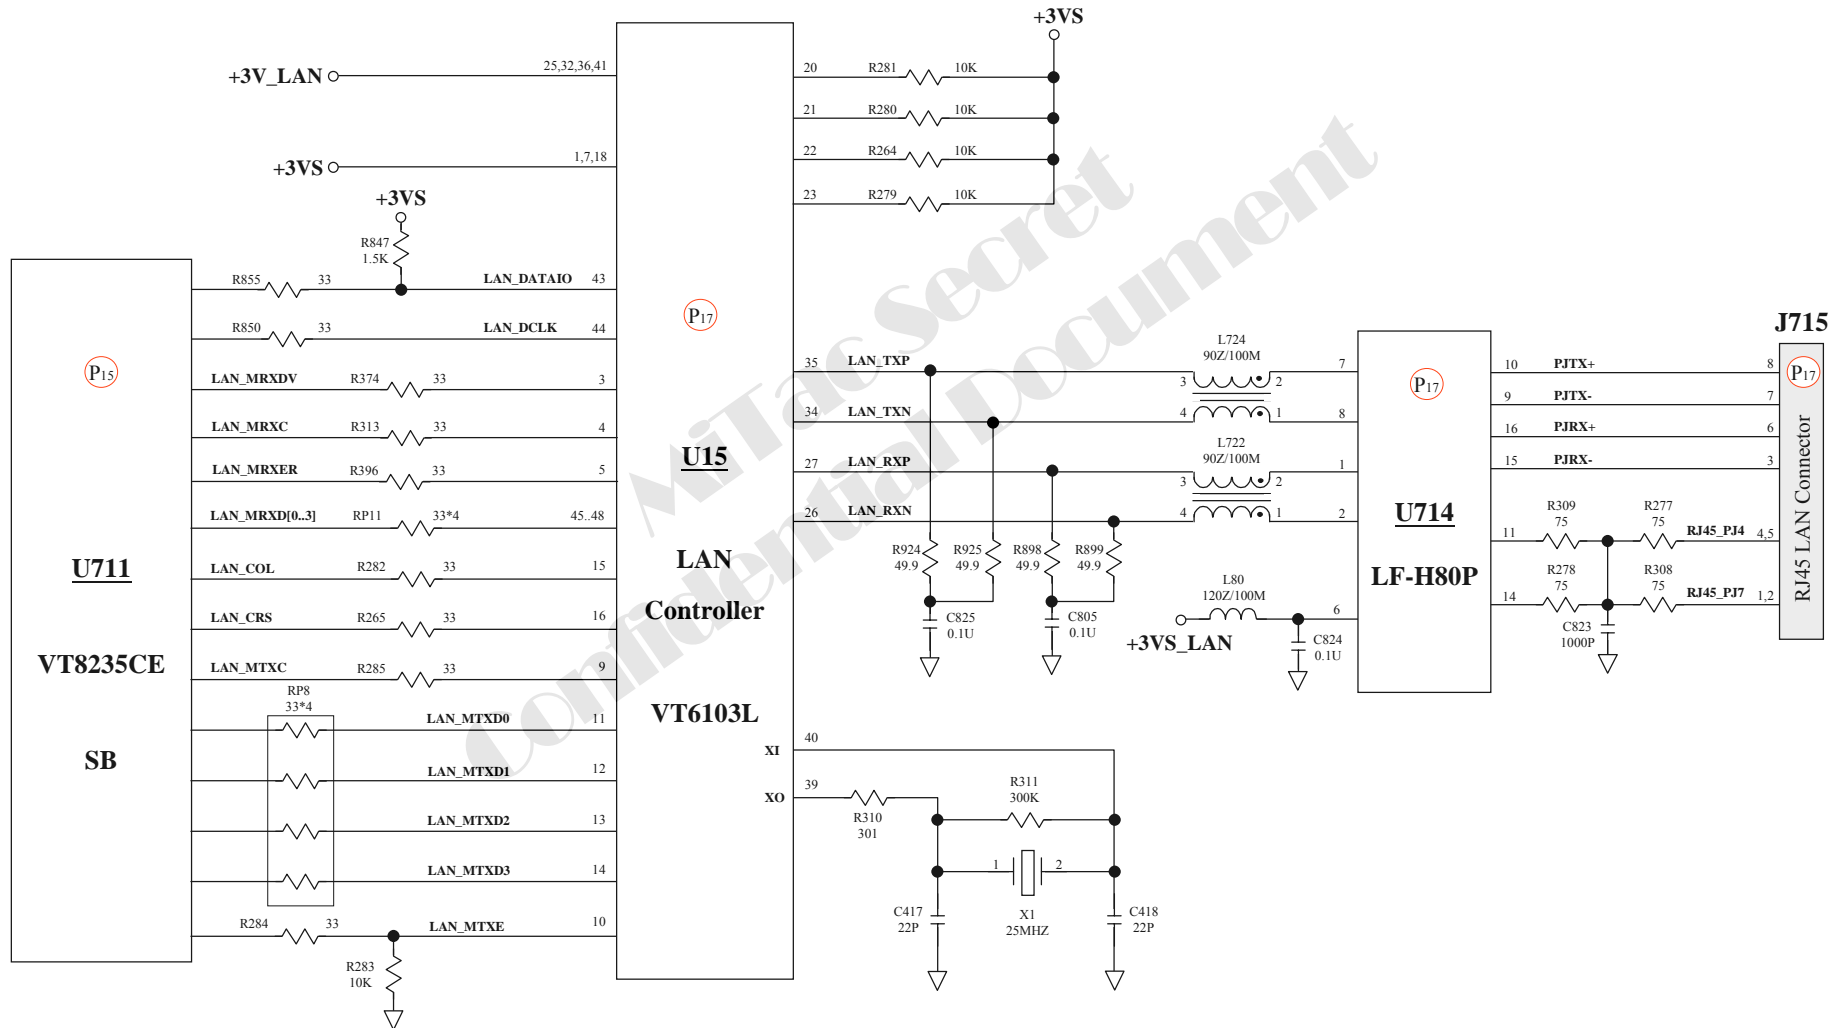 +3VS
+3V_LAN
25,32,36,41
20
R281
10K
21
R280
10K
+3VS
1,7,18
22
R264
10K
23
R279
10K
+3VS
R847
1.5K
R855
33
LAN_DATAIO
43
R850
33
LAN_DCLK
44
P15
P17
LAN_MRXDV
R374
33
3
LAN_MRXC
R313
33
4
LAN_MRXER
R396
33
5
LAN_MRXD[0..3]
RP11
33*4
45..48
LAN_COL
R282
33
15
LAN_CRS
R265
33
16
LAN_MTXC
R285
33
9
RP8
33*4
LAN_MTXD0
11
LAN_MTXD1
12
LAN_MTXD2
13
LAN_MTXD3
14
R284
33
LAN_MTXE
10
R283
10K
U711
VT8235CE
SB
U15
LAN
Controller
VT6103L
35
LAN_TXP
34
LAN_TXN
27
LAN_RXP
26
LAN_RXN
L724
90Z/100M
3
2
4
1
L722
90Z/100M
3
2
4
1
7
8
1
2
R924
49.9
R925
49.9
R898
49.9
R899
49.9
C825
0.1U
C805
0.1U
L80
120Z/100M
+3VS_LAN
6
C824
0.1U
P17
U714
LF-H80P
10
PJTX+
8
9
PJTX-
7
16
PJRX+
6
15
PJRX-
3
11
R309
75
R277
75
RJ45_PJ4
4,5
14
R278
75
R308
75
RJ45_PJ7
1,2
C823
1000P
J715
P17
RJ45 LAN Connector
XI
40
XO
39
R310
301
R311
300K
1
2
X1
25MHZ
C417
22P
C418
22P
MiTac Secret
Confidential Document